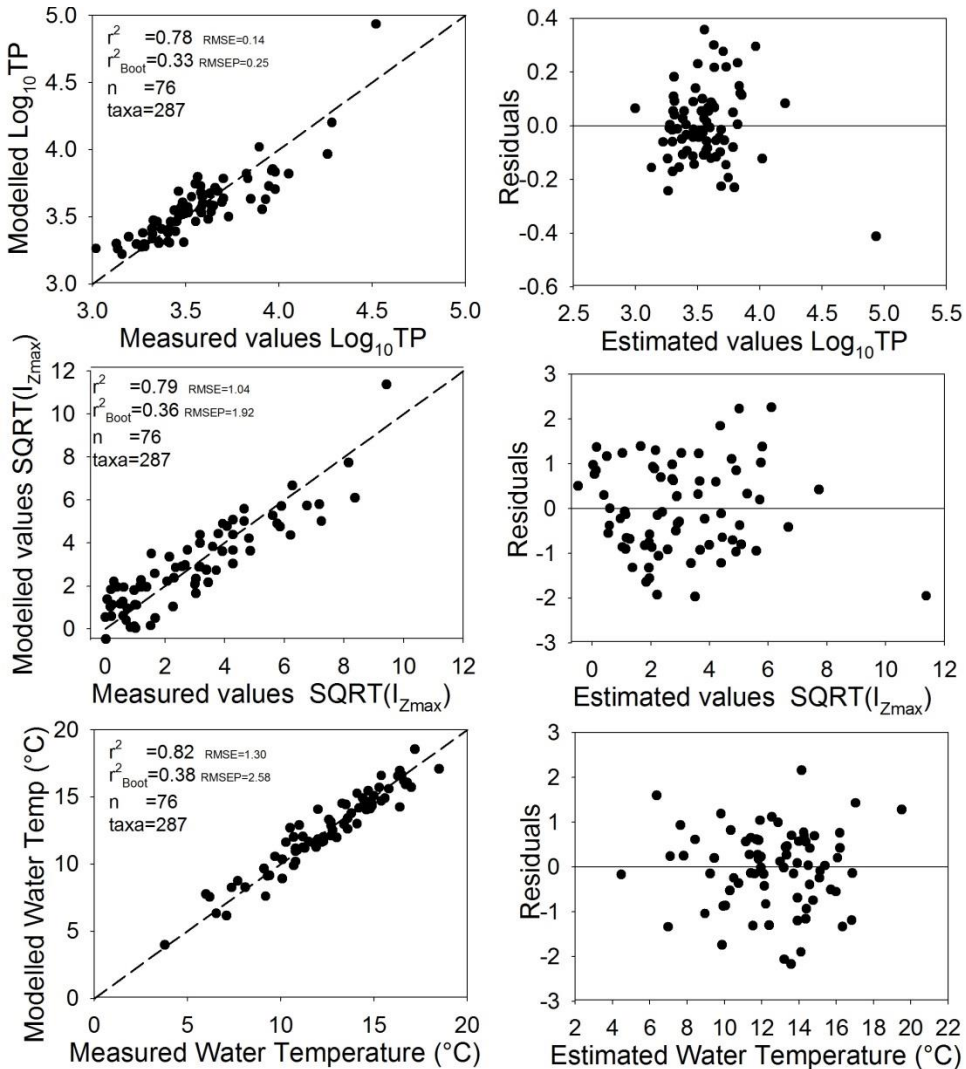 5.0
4.5
4.0
3.5
3.0
Modelled Log10TP
r2 =0.78 RMSE=0.14
r2Boot=0.33 RMSEP=0.25
n =76
taxa=287
3.0 3.5 4.0 4.5 5.0
Measured values Log10TP
0.4
0.2
0.0
-0.2
-0.4
-0.6
Residuals
2.5 3.0 3.5 4.0 4.5 5.0 5.5
Estimated values Log10TP
12
10
8
6
4
2
0
Modelled values SQRT(IZmax)
r2 =0.79 RMSE=1.04
r2Boot=0.36 RMSEP=1.92
n =76
taxa=287
0 2 4 6 8 10 12
Measured values SQRT(IZmax)
3
2
1
0
-1
-2
-3
Residuals
0 2 4 6 8 10 12
Estimated values SQRT(IZmax)
20
15
10
5
0
Modelled Water Temp (°C)
r2 =0.82 RMSE=1.30
r2Boot=0.38 RMSEP=2.58
n =76
taxa=287
0 5 10 15 20
Measured Water Temperature (°C)
3
2
1
0
-1
-2
-3
Residuals
2 4 6 8 10 12 14 16 18 20 22
Estimated Water Temperature (°C)